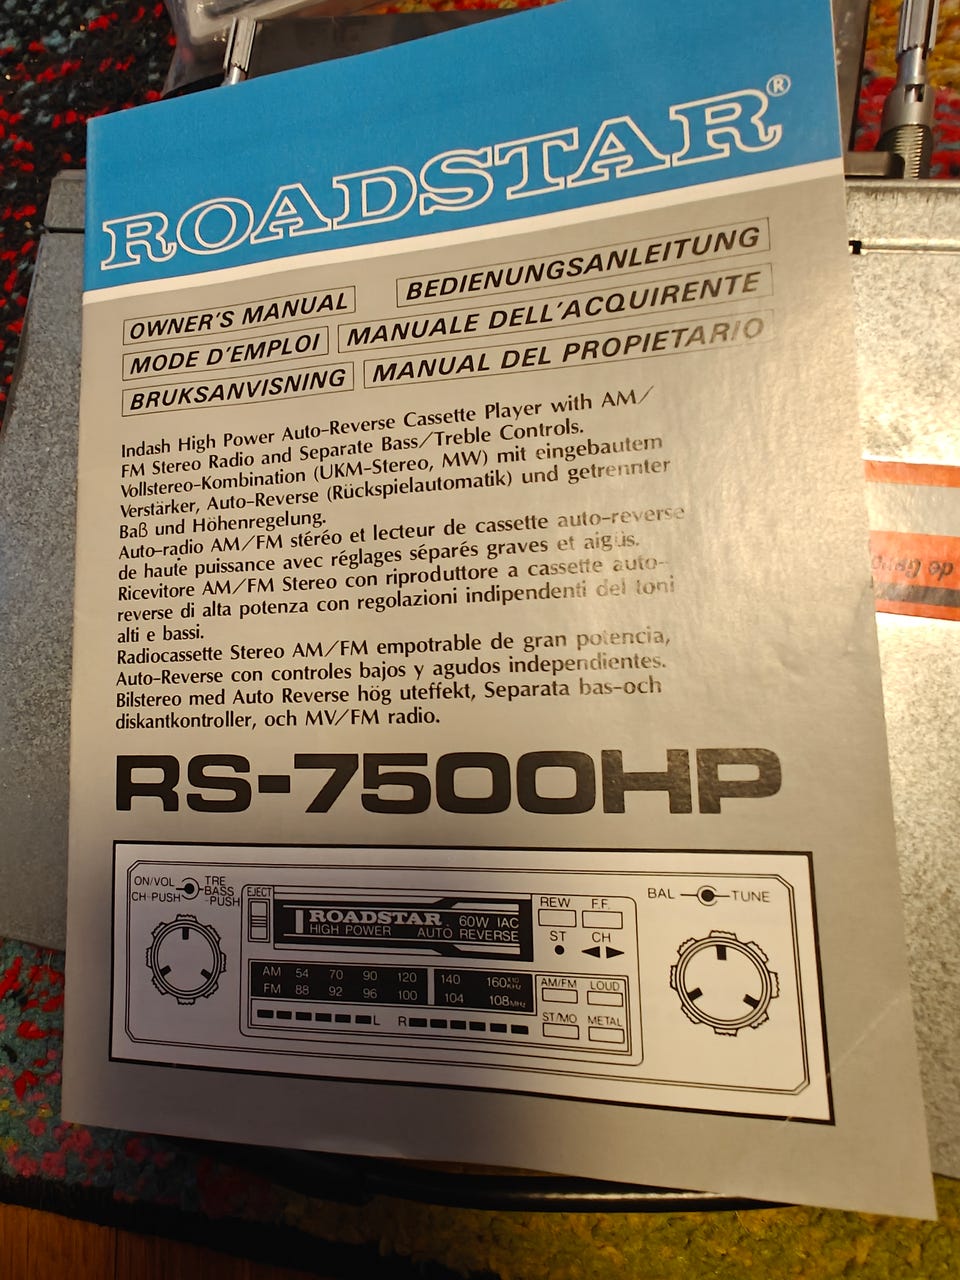 ROADSTAR®
OWNER'S MANUAL
BEDIENUNGSANLEITUNG
MODE D'EMPLOI
MANUALE DELL'ACQUIRENTE
BRUKSANVISNING
MANUAL DEL PROPIETARIO
Indash High Power Auto-Reverse Cassette Player with AM/
FM Stereo Radio and Separate Bass/Treble Controls.
Vollstereo-Kombination (UKM-Stereo, MW) mit eingebautem
Verstärker, Auto-Reverse (Rückspielautomatik) und getrennter
Baß und Höhenregelung.
Auto-radio AM/FM stéréo et lecteur de cassette auto-reverse
de haute puissance avec réglages séparés graves et aigüs.
Ricevitore AM/FM Stereo con riproduttore a cassette auto-
reverse di alta potenza con regolazioni indipendenti del toni
alti e bassi.
Radiocassette Stereo AM/FM empotrable de gran potencia,
Auto-Reverse con controles bajos y agudos independientes.
Bilstereo med Auto Reverse hög uteffekt, Separata bas-och
diskantkontroller, och MV/FM radio.
RS-7500HP
ON/VOL TRE
BASS
CH-PUSH -PUSH
EJECT
ROADSTAR 60W IAC
HIGH POWER AUTO REVERSE
REW F.F.
ST CH
BAL TUNE
AM 54 70 90 120 140 160 X10 KHz
FM 88 92 96 100 104 108 MHz
L R
AM/FM LOUD
ST/MO METAL
de